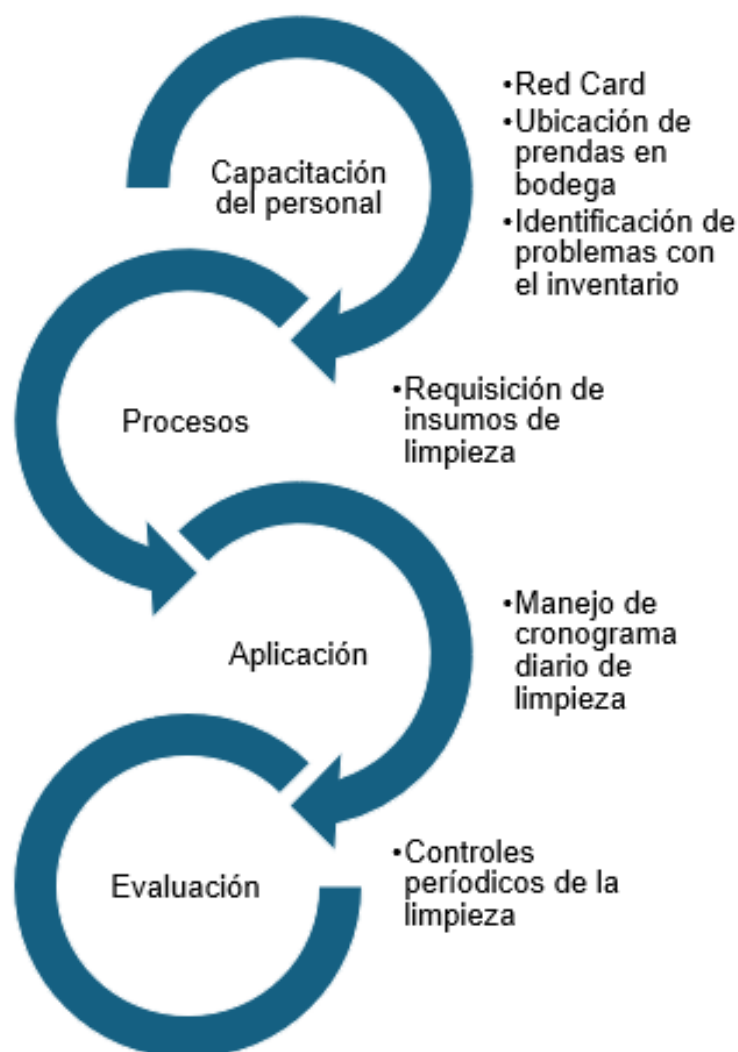 Capacitación
del personal
•Red Card
•Ubicación de
prendas en
bodega
•Identificación de
problemas con
el inventario
Procesos
•Requisición de
insumos de
limpieza
Aplicación
•Manejo de
cronograma
diario de
limpieza
Evaluación
•Controles
períodicos de la
limpieza